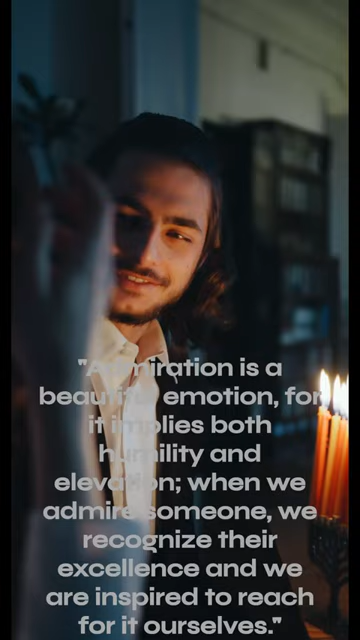 "Admiration is a
beautiful emotion, for
it implies both
humility and
elevation; when we
admire someone, we
recognize their
excellence and we
are inspired to reach
for it ourselves."